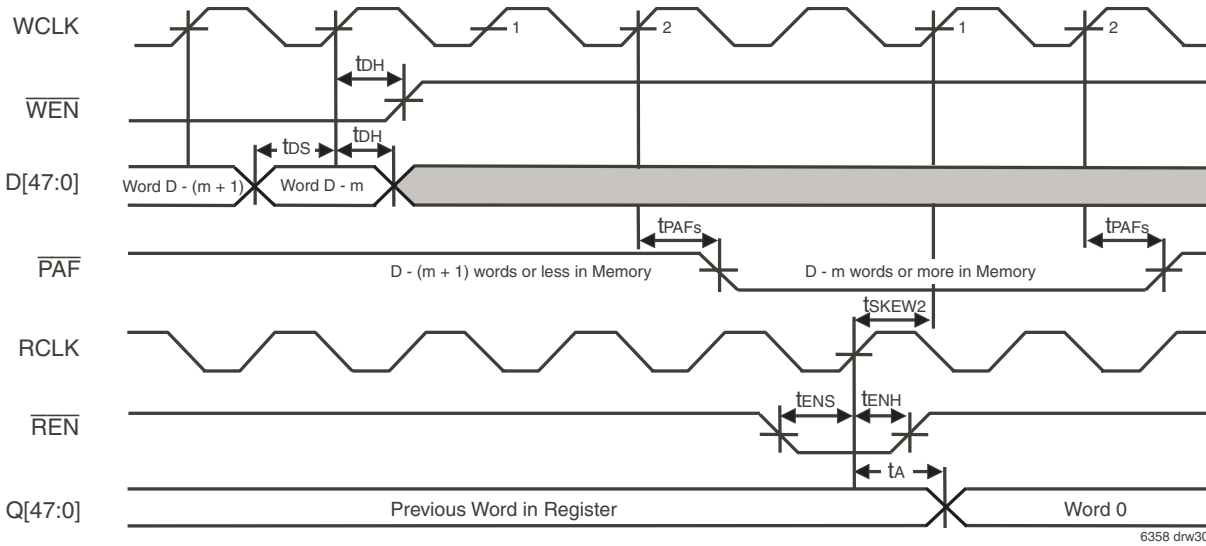 WCLK 1 2 1 2
tDH
WEN
tDS tDH
D[47:0] Word D - (m + 1) Word D - m
tPAFs tPAFs
PAF D - (m + 1) words or less in Memory D - m words or more in Memory
tSKEW2
RCLK
tENS tENH
REN
tA
Q[47:0] Previous Word in Register Word 0
6358 drw30